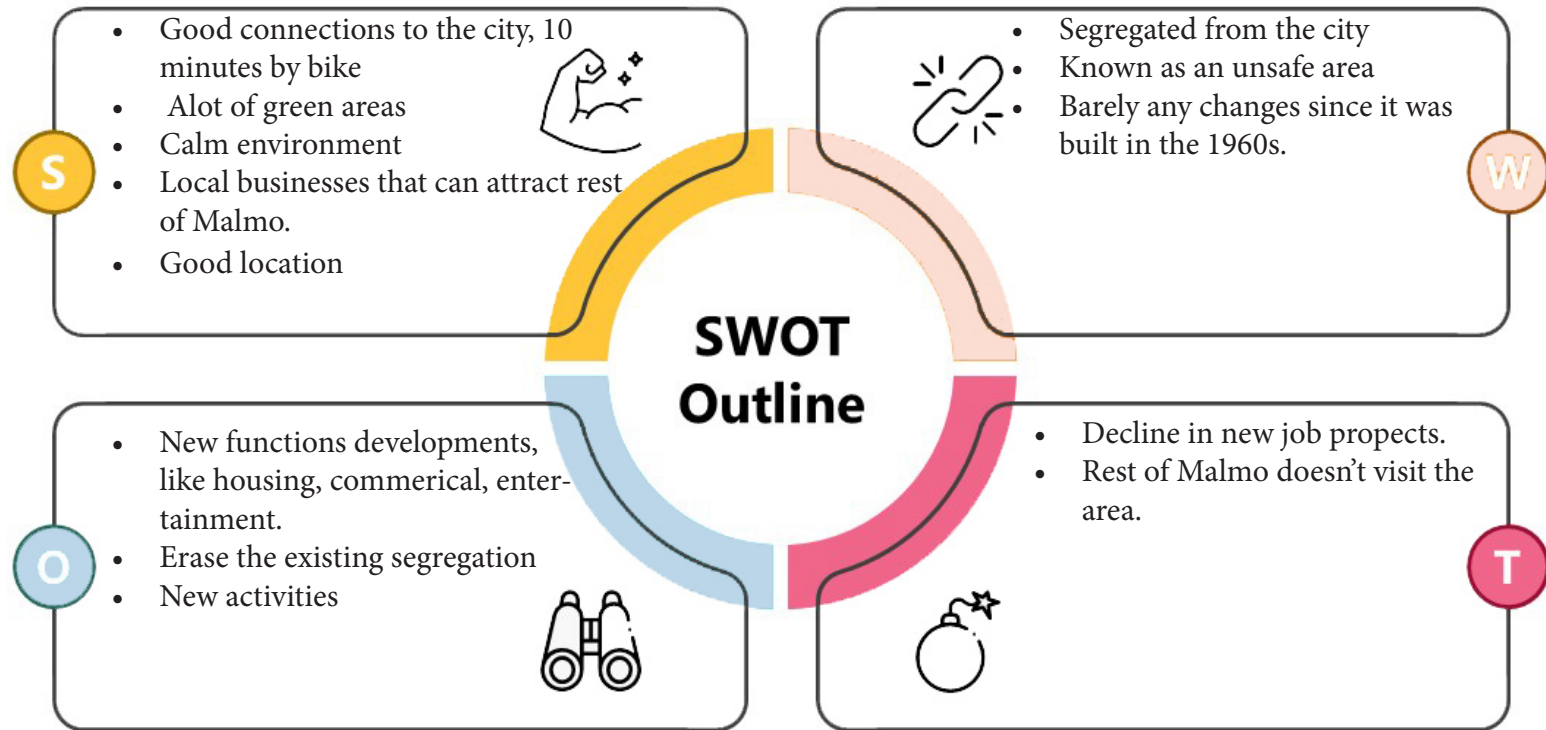 S
• Good connections to the city, 10
minutes by bike
• Alot of green areas
• Calm environment
• Local businesses that can attract rest
of Malmo.
• Good location
W
• Segregated from the city
• Known as an unsafe area
• Barely any changes since it was
built in the 1960s.
SWOT
Outline
O
• New functions developments,
like housing, commerical, enter-
tainment.
• Erase the existing segregation
• New activities
T
• Decline in new job propects.
• Rest of Malmo doesn’t visit the
area.